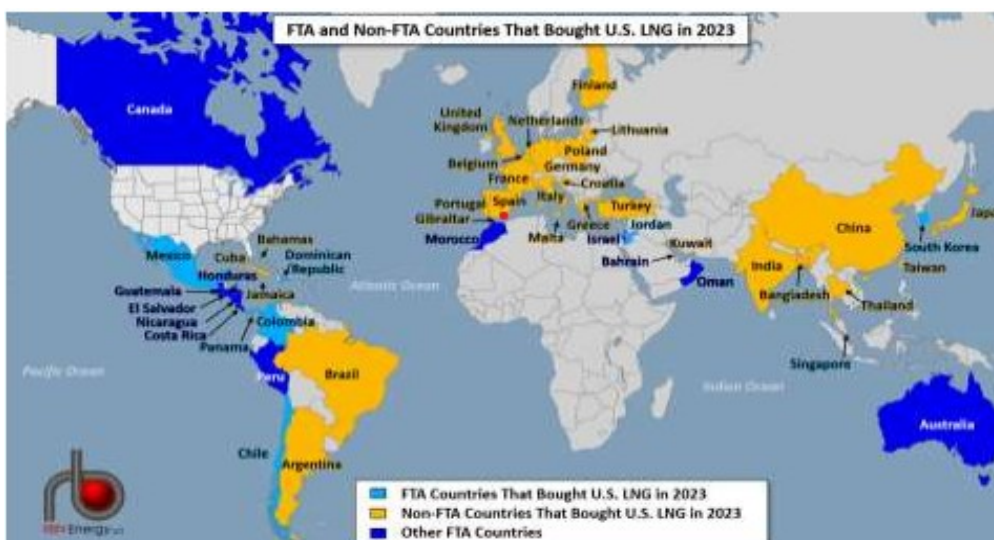 FTA and Non-FTA Countries That Bought U.S. LNG in 2023
Canada
Finland
United
Kingdom
Netherlands
Lithuania
Belgium
Poland
Germany
France
Croatia
Portugal
Spain
Italy
Turkey
Gibraltar
Greece
Jordan
Morocco
Malta
Israel
Kuwait
Bahrain
Oman
China
Japa
South Korea
Taiwan
India
Bangladesh
Thailand
Singapore
Mexico
Bahamas
Cuba
Dominican
Republic
Honduras
Guatemala
Jamaica
El Salvador
Nicaragua
Costa Rica
Colombia
Panama
Atlantic Ocean
Pacific Ocean
Indian Ocean
Peru
Brazil
Chile
Argentina
Australia
FTA Countries That Bought U.S. LNG in 2023
Non-FTA Countries That Bought U.S. LNG in 2023
Other FTA Countries
Energy